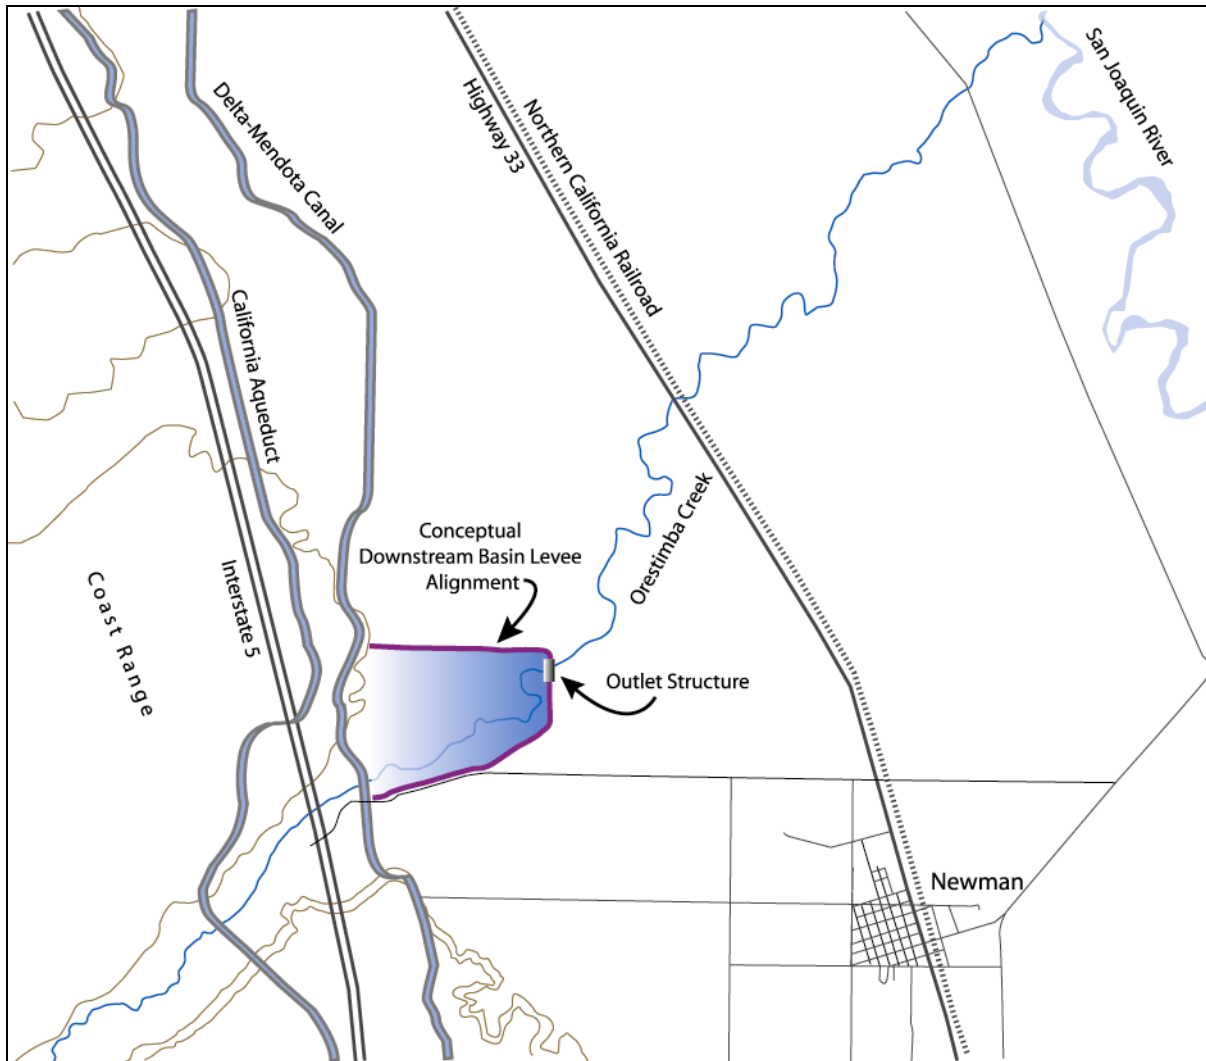 San Joaquin River
Delta-Mendota Canal
Highway 33
Northern California Railroad
California Aqueduct
Orestimba Creek
Conceptual
Downstream Basin Levee
Alignment
Interstate 5
Coast Range
Outlet Structure
Newman